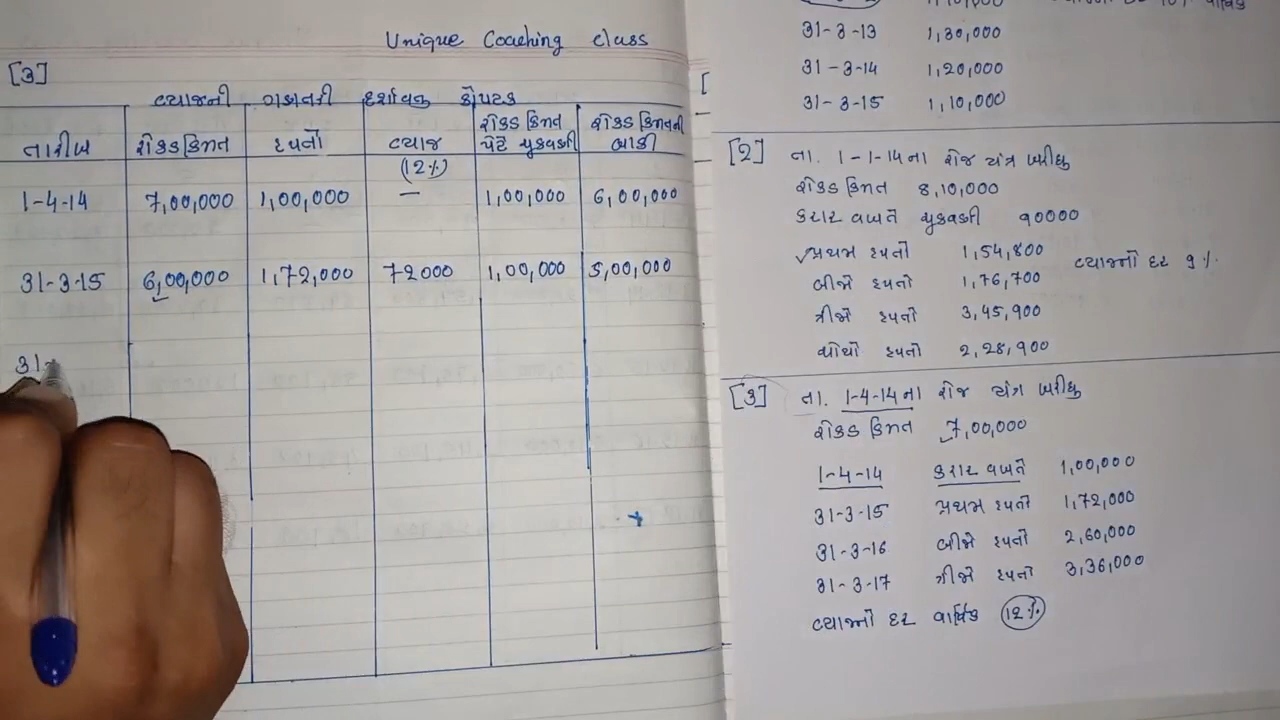 Unique Coaching Class
[3]
વ્યાજની ગણતરી દર્શાવતુ કોષ્ટક
તારીખ રોકડ કિંમત હપતો વ્યાજ રોકડ કિંમત પેટે ચુકવણી રોકડ કિંમતની બાકી
(12%)
1-4-14 7,00,000 1,00,000 — 1,00,000 6,00,000
31-3-15 6,00,000 1,72,000 72000 1,00,000 5,00,000
31-
31-3-13 1,30,000
31-3-14 1,20,000
31-3-15 1,10,000
[2] તા. 1-1-14ના રોજ યંત્ર ખરીદ્યુ
રોકડ કિંમત 8,10,000
કરાર વખતે ચુકવણી 90000
પ્રથમ હપતો 1,54,800
બીજો હપતો 1,76,700
વ્યાજનો દર 9%.
ત્રીજો હપતો 3,45,900
ચોથો હપતો 2,28,900
[3] તા. 1-4-14ના રોજ યંત્ર ખરીદ્યુ
રોકડ કિંમત 7,00,000
1-4-14 કરાર વખતે 1,00,000
31-3-15 પ્રથમ હપતો 1,72,000
31-3-16 બીજો હપતો 2,60,000
31-3-17 ત્રીજો હપતો 3,36,000
વ્યાજનો દર વાર્ષિક 12%.